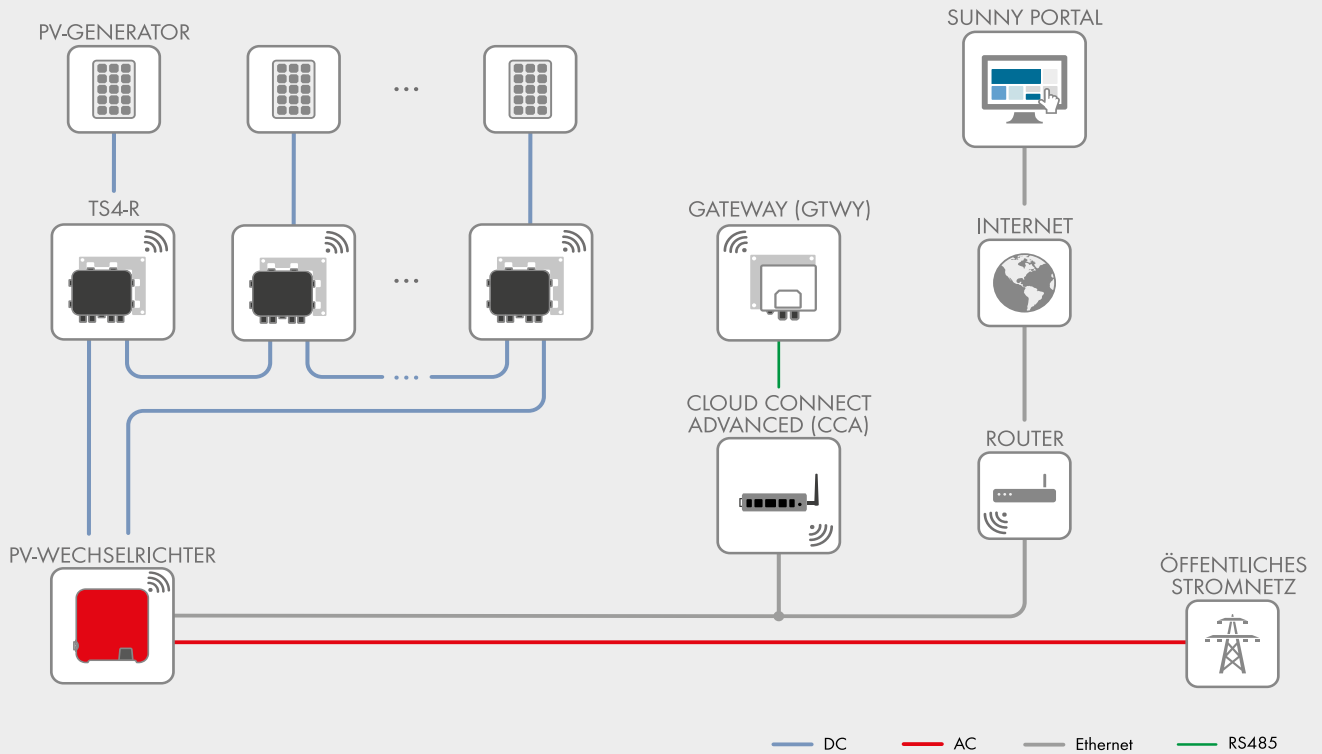 PV-GENERATOR
...
SUNNY PORTAL
TS4-R
...
...
GATEWAY (GTWY)
INTERNET
CLOUD CONNECT
ADVANCED (CCA)
ROUTER
PV-WECHSELRICHTER
ÖFFENTLICHES
STROMNETZ
DC
AC
Ethernet
RS485